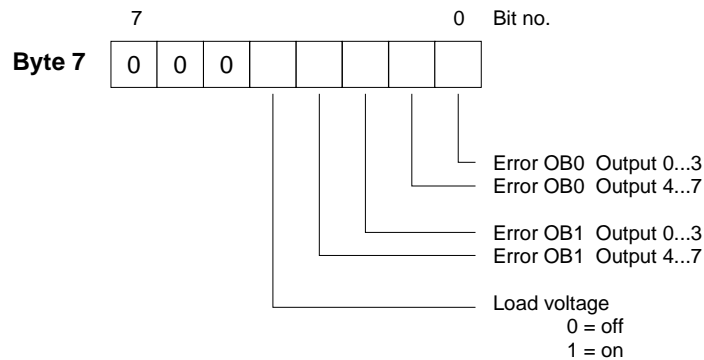 7 0 Bit no.
Byte 7 0 0 0
Error OB0 Output 0...3
Error OB0 Output 4...7
Error OB1 Output 0...3
Error OB1 Output 4...7
Load voltage
0 = off
1 = on